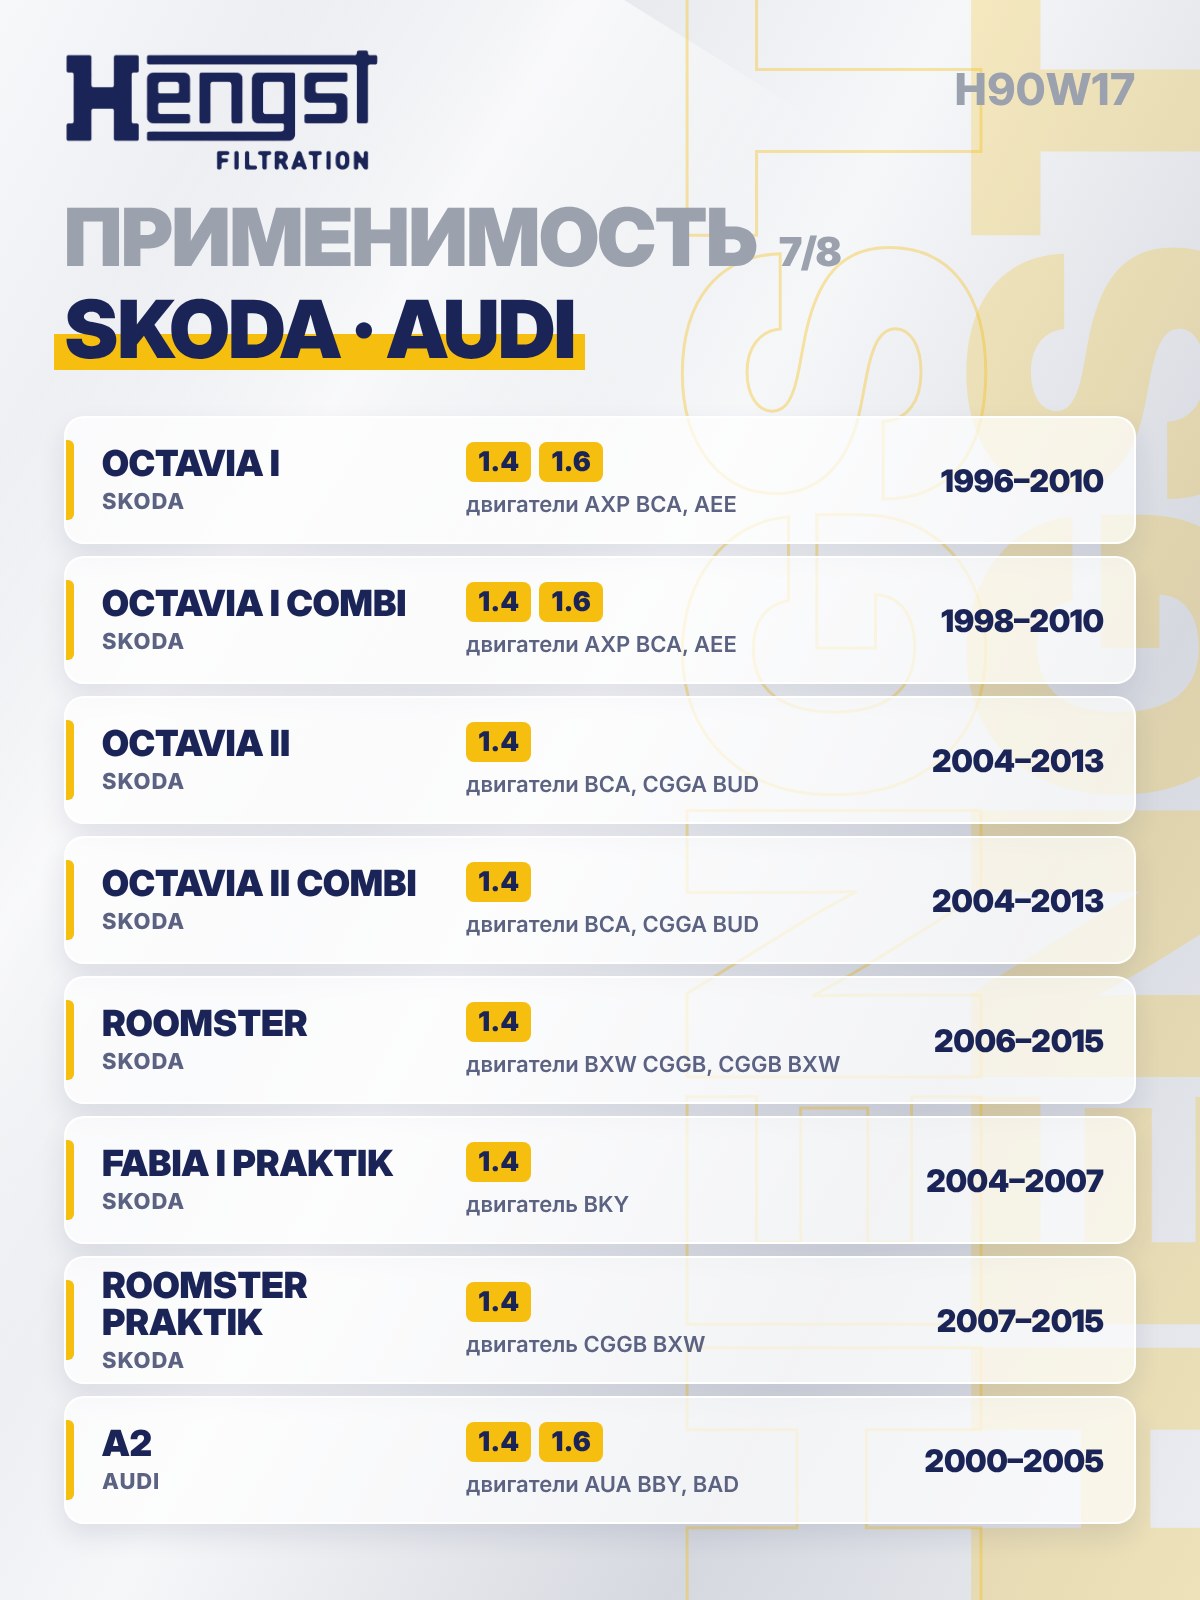 Hengst
FILTRATION
H90W17
ПРИМЕНИМОСТЬ 7/8
SKODA · AUDI
OCTAVIA I
SKODA
1.4 1.6
двигатели AXP BCA, AEE
1996–2010
OCTAVIA I COMBI
SKODA
1.4 1.6
двигатели AXP BCA, AEE
1998–2010
OCTAVIA II
SKODA
1.4
двигатели BCA, CGGA BUD
2004–2013
OCTAVIA II COMBI
SKODA
1.4
двигатели BCA, CGGA BUD
2004–2013
ROOMSTER
SKODA
1.4
двигатели BXW CGGB, CGGB BXW
2006–2015
FABIA I PRAKTIK
SKODA
1.4
двигатель BKY
2004–2007
ROOMSTER
PRAKTIK
SKODA
1.4
двигатель CGGB BXW
2007–2015
A2
AUDI
1.4 1.6
двигатели AUA BBY, BAD
2000–2005
HENGST
HENGST